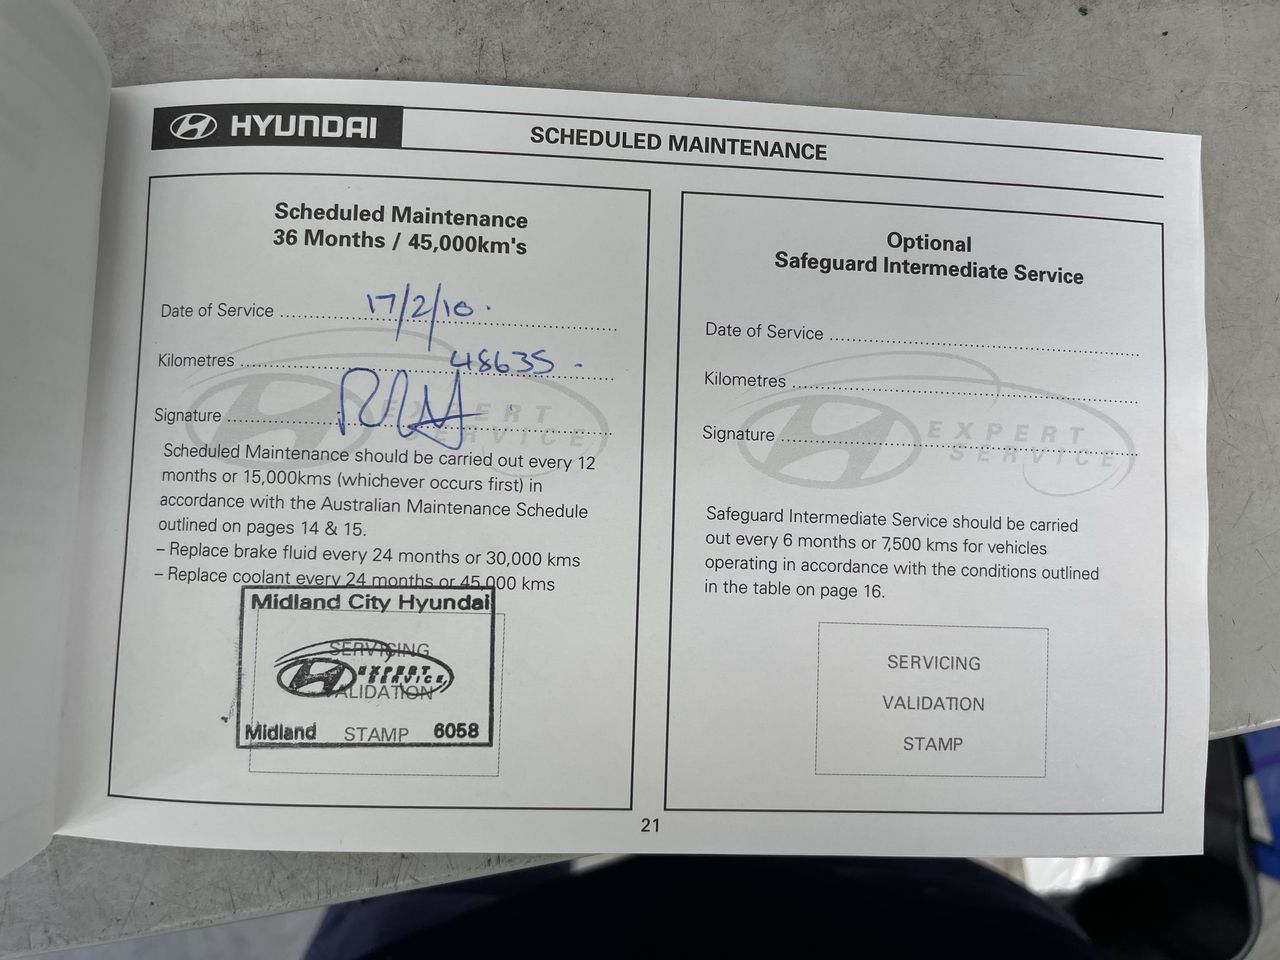 HYUNDAI
SCHEDULED MAINTENANCE
Scheduled Maintenance
36 Months / 45,000km's
Date of Service 17/2/10.
Kilometres 48635
Signature
EXPERT
SERVICE
Scheduled Maintenance should be carried out every 12
months or 15,000kms (whichever occurs first) in
accordance with the Australian Maintenance Schedule
outlined on pages 14 & 15.
– Replace brake fluid every 24 months or 30,000 kms
– Replace coolant every 24 months or 45,000 kms
Midland City Hyundai
SERVICING
EXPERT
SERVICE
VALIDATION
Midland STAMP 6058
Optional
Safeguard Intermediate Service
Date of Service
Kilometres
Signature
EXPERT
SERVICE
Safeguard Intermediate Service should be carried
out every 6 months or 7,500 kms for vehicles
operating in accordance with the conditions outlined
in the table on page 16.
SERVICING
VALIDATION
STAMP
21